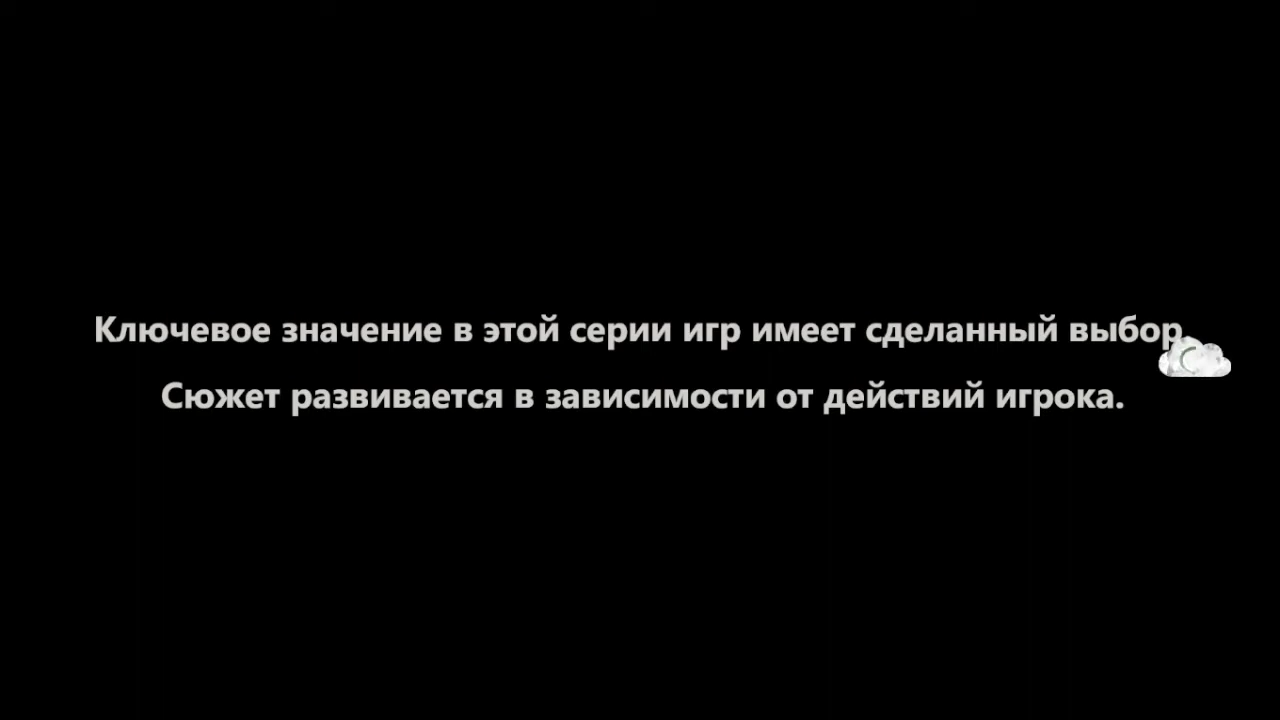 Ключевое значение в этой серии игр имеет сделанный выбор.
Сюжет развивается в зависимости от действий игрока.